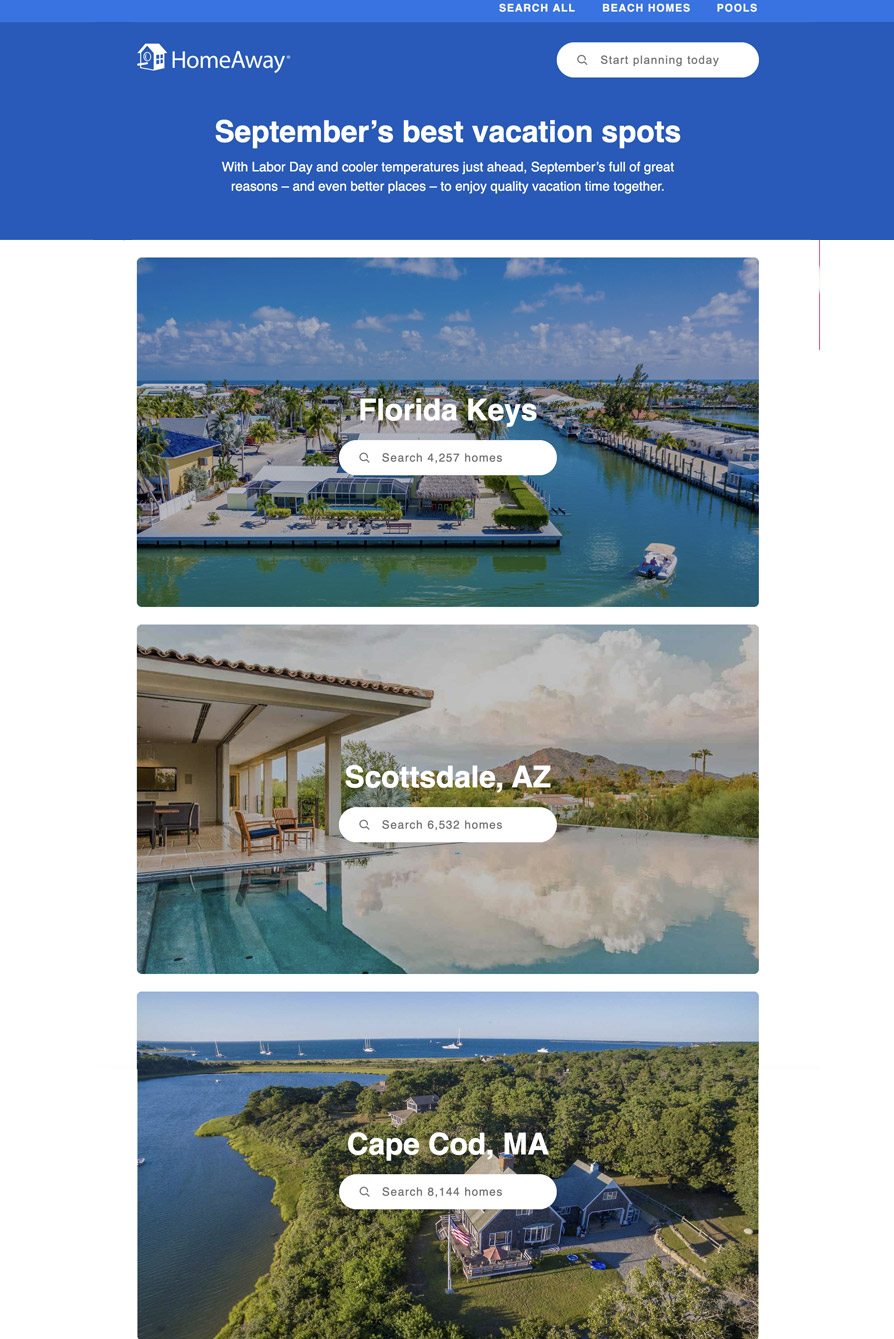 SEARCH ALL BEACH HOMES POOLS
HomeAway®
Start planning today
September’s best vacation spots
With Labor Day and cooler temperatures just ahead, September’s full of great
reasons – and even better places – to enjoy quality vacation time together.
Florida Keys
Search 4,257 homes
Scottsdale, AZ
Search 6,532 homes
Cape Cod, MA
Search 8,144 homes